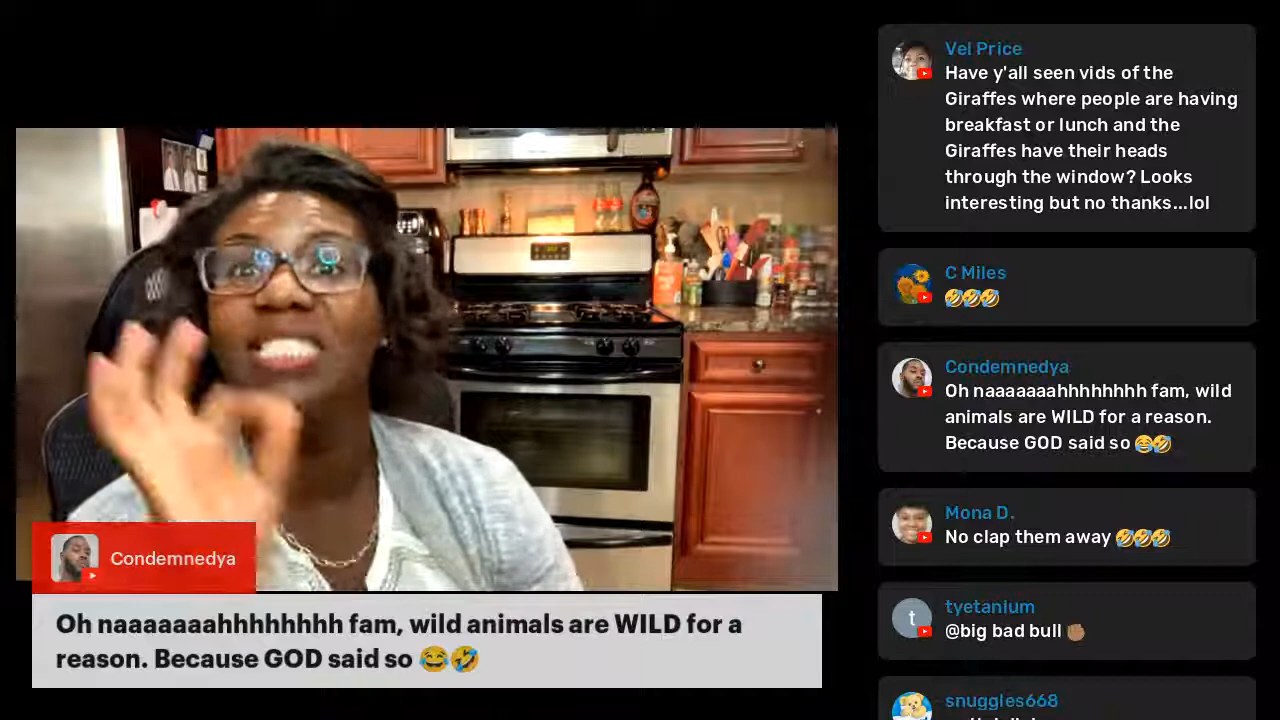 Vel Price
Have y'all seen vids of the
Giraffes where people are having
breakfast or lunch and the
Giraffes have their heads
through the window? Looks
interesting but no thanks...lol
C Miles
🤣🤣🤣
Condemnedya
Oh naaaaaaahhhhhhhh fam, wild
animals are WILD for a reason.
Because GOD said so 😂🤣
Mona D.
No clap them away 🤣🤣🤣
t
tyetanium
@big bad bull ✊🏽
snuggles668
Condemnedya
Oh naaaaaaahhhhhhhh fam, wild animals are WILD for a
reason. Because GOD said so 😂🤣